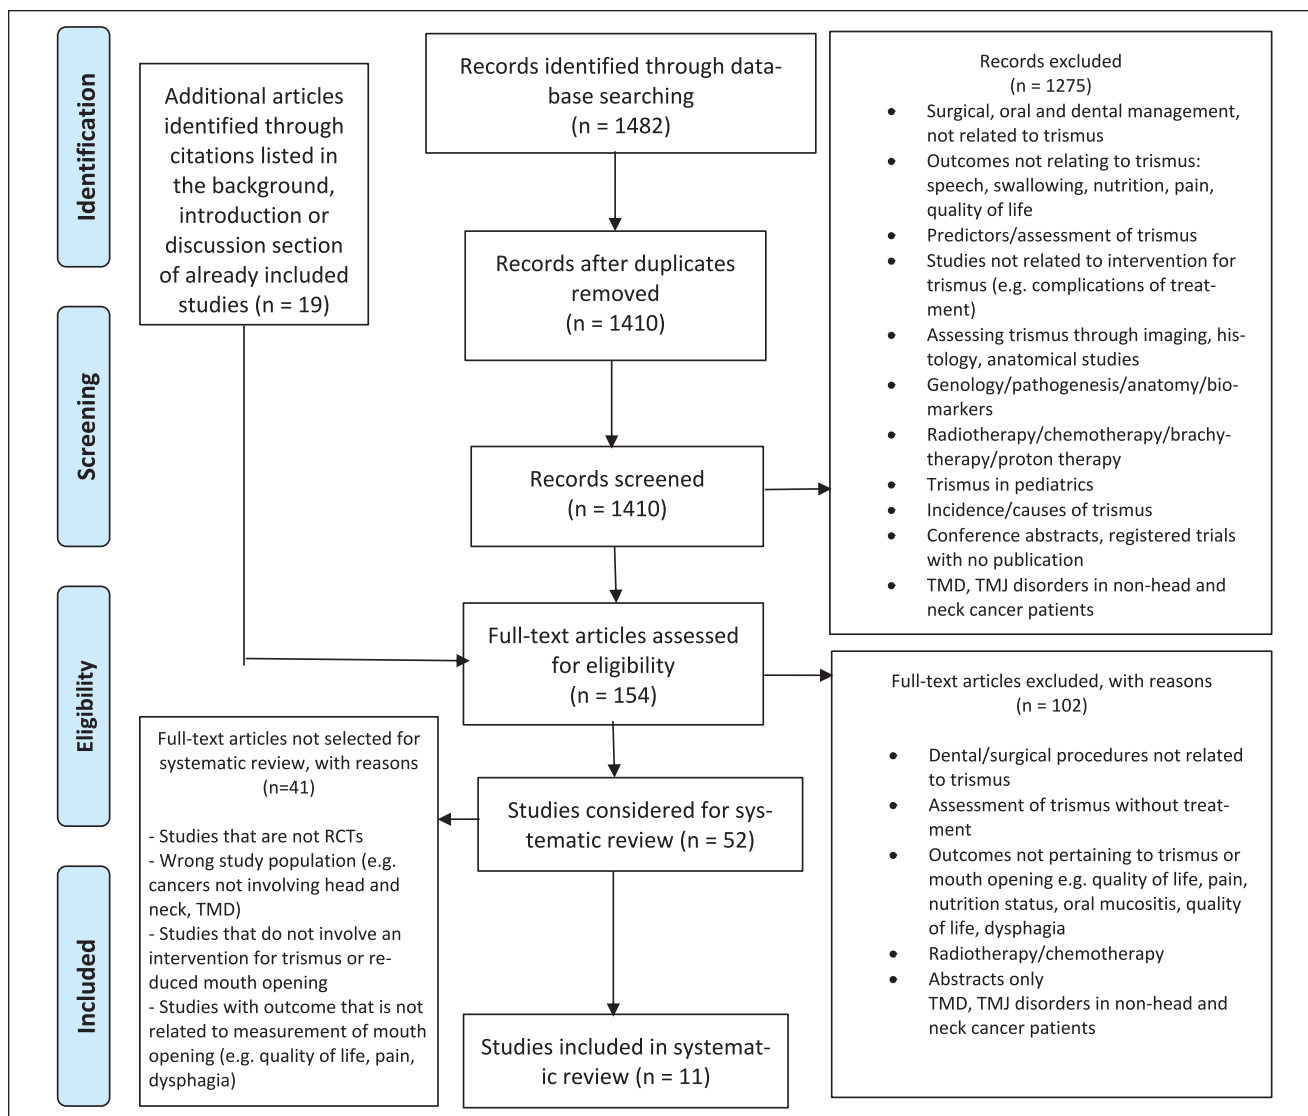 Identification
Additional articles
identified through
citations listed in
the background,
introduction or
discussion section
of already included
studies (n = 19)
Records identified through data-
base searching
(n = 1482)
Records after duplicates
removed
(n = 1410)
Records excluded
(n = 1275)
• Surgical, oral and dental management,
not related to trismus
• Outcomes not relating to trismus:
speech, swallowing, nutrition, pain,
quality of life
• Predictors/assessment of trismus
• Studies not related to intervention for
trismus (e.g. complications of treat-
ment)
• Assessing trismus through imaging, his-
tology, anatomical studies
• Genology/pathogenesis/anatomy/bio-
markers
• Radiotherapy/chemotherapy/brachy-
therapy/proton therapy
• Trismus in pediatrics
• Incidence/causes of trismus
• Conference abstracts, registered trials
with no publication
• TMD, TMJ disorders in non-head and
neck cancer patients
Screening
Records screened
(n = 1410)
Eligibility
Full-text articles assessed
for eligibility
(n = 154)
Full-text articles excluded, with reasons
(n = 102)
• Dental/surgical procedures not related
to trismus
• Assessment of trismus without treat-
ment
• Outcomes not pertaining to trismus or
mouth opening e.g. quality of life, pain,
nutrition status, oral mucositis, quality
of life, dysphagia
• Radiotherapy/chemotherapy
• Abstracts only
TMD, TMJ disorders in non-head and
neck cancer patients
Full-text articles not selected for
systematic review, with reasons
(n=41)
- Studies that are not RCTs
- Wrong study population (e.g.
cancers not involving head and
neck, TMD)
- Studies that do not involve an
intervention for trismus or re-
duced mouth opening
- Studies with outcome that is not
related to measurement of mouth
opening (e.g. quality of life, pain,
dysphagia)
Studies considered for sys-
tematic review (n = 52)
Included
Studies included in systemat-
ic review (n = 11)